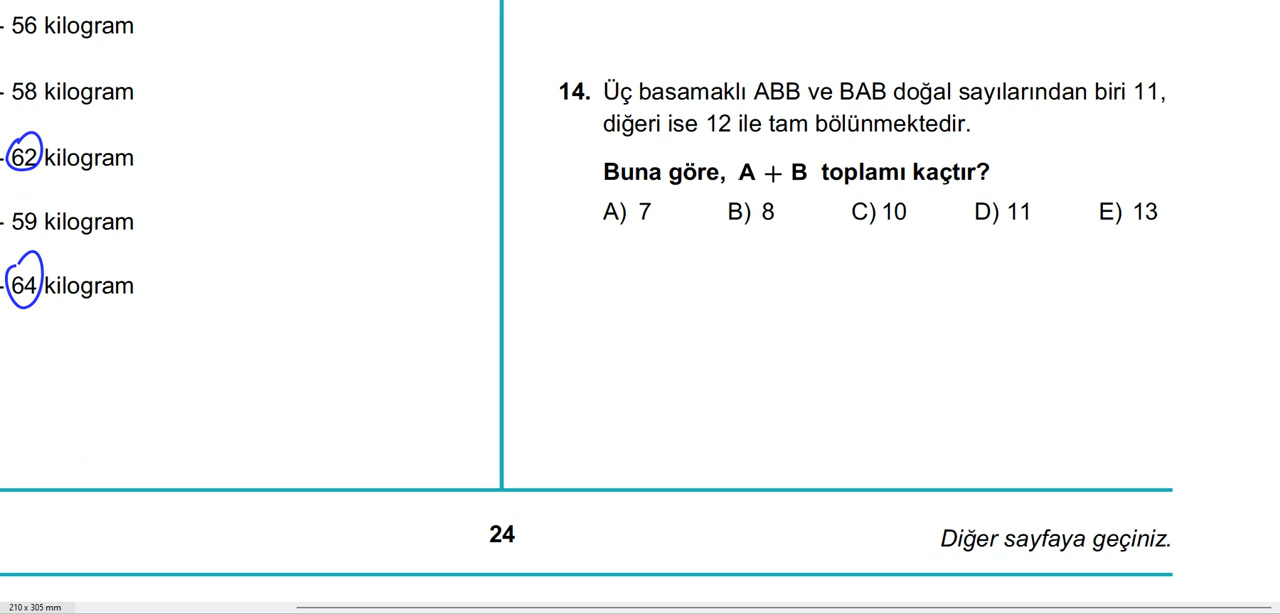 - 56 kilogram
- 58 kilogram
- 62 kilogram
- 59 kilogram
- 64 kilogram
14. Üç basamaklı ABB ve BAB doğal sayılarından biri 11,
diğeri ise 12 ile tam bölünmektedir.
Buna göre, A + B toplamı kaçtır?
A) 7 B) 8 C) 10 D) 11 E) 13
24
Diğer sayfaya geçiniz.
210 x 305 mm